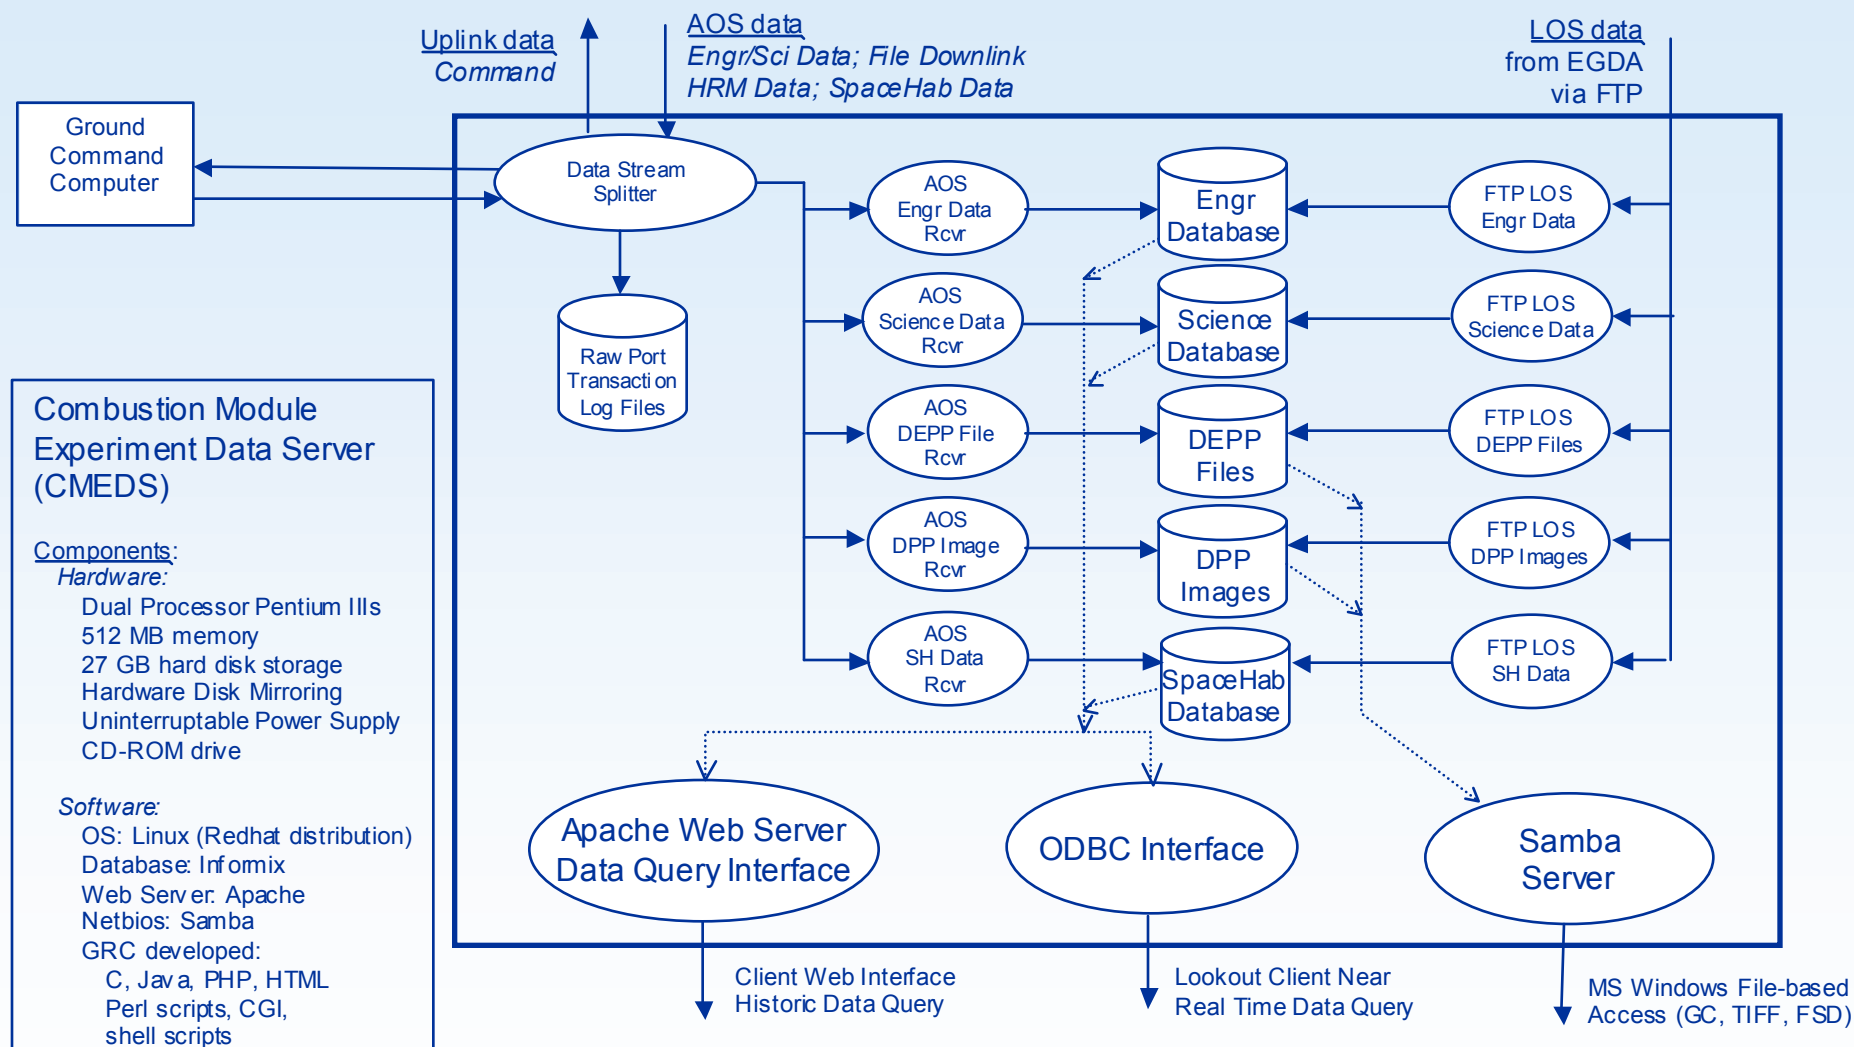 Uplink data
Command
AOS data
Engr/Sci Data; File Downlink
HRM Data; SpaceHab Data
LOS data
from EGDA
via FTP
Ground
Command
Computer
Data Stream
Splitter
Raw Port
Transaction
Log Files
AOS
Engr Data
Rcvr
Engr
Database
FTP LOS
Engr Data
AOS
Science Data
Rcvr
Science
Database
FTP LOS
Science Data
AOS
DEPP File
Rcvr
DEPP
Files
FTP LOS
DEPP Files
AOS
DPP Image
Rcvr
DPP
Images
FTP LOS
DPP Images
AOS
SH Data
Rcvr
SpaceHab
Database
FTP LOS
SH Data
Combustion Module
Experiment Data Server
(CMEDS)
Components:
Hardware:
Dual Processor Pentium IIIs
512 MB memory
27 GB hard disk storage
Hardware Disk Mirroring
Uninterruptable Power Supply
CD-ROM drive
Software:
OS: Linux (Redhat distribution)
Database: Informix
Web Server: Apache
Netbios: Samba
GRC developed:
C, Java, PHP, HTML
Perl scripts, CGI,
shell scripts
Apache Web Server
Data Query Interface
ODBC Interface
Samba
Server
Client Web Interface
Historic Data Query
Lookout Client Near
Real Time Data Query
MS Windows File-based
Access (GC, TIFF, FSD)